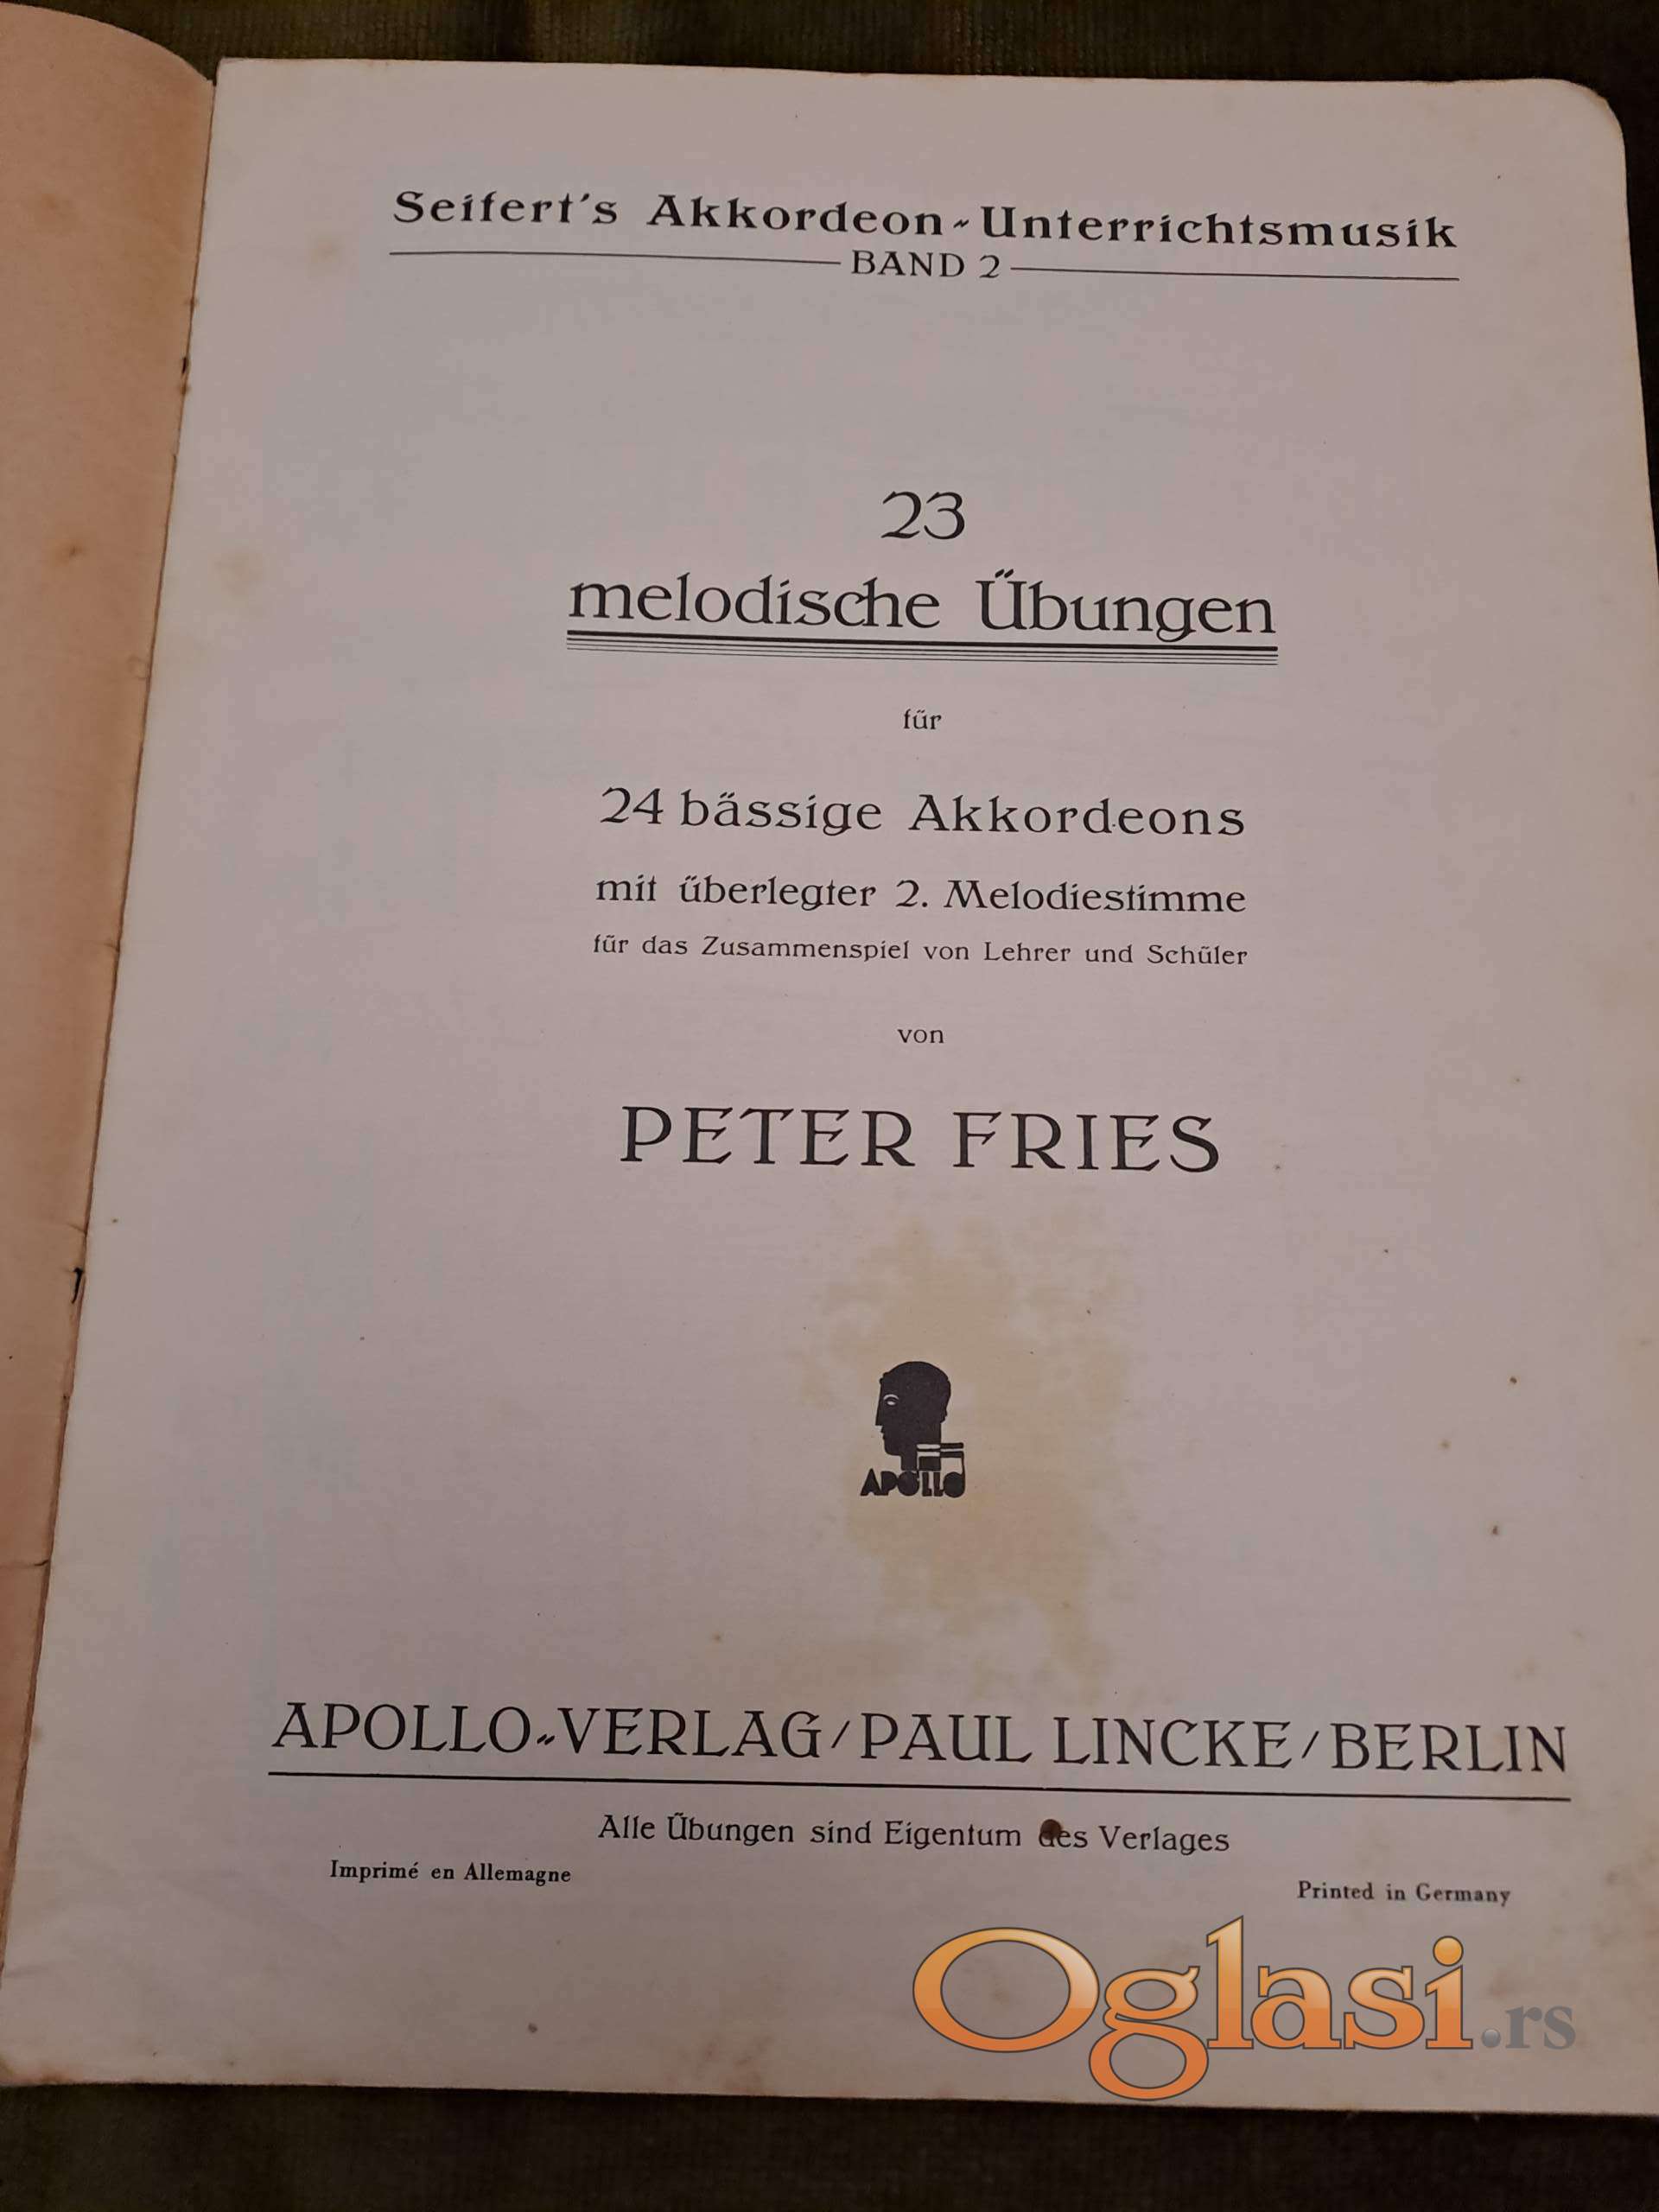 Seifert's Akkordeon-Unterrichtsmusik
BAND 2
23
melodische Übungen
für
24 bässige Akkordeons
mit überlegter 2. Melodiestimme
für das Zusammenspiel von Lehrer und Schüler
von
PETER FRIES
APOLLO
APOLLO-VERLAG/PAUL LINCKE/BERLIN
Alle Übungen sind Eigentum des Verlages
Imprimé en Allemagne
Printed in Germany
Oglasi.rs